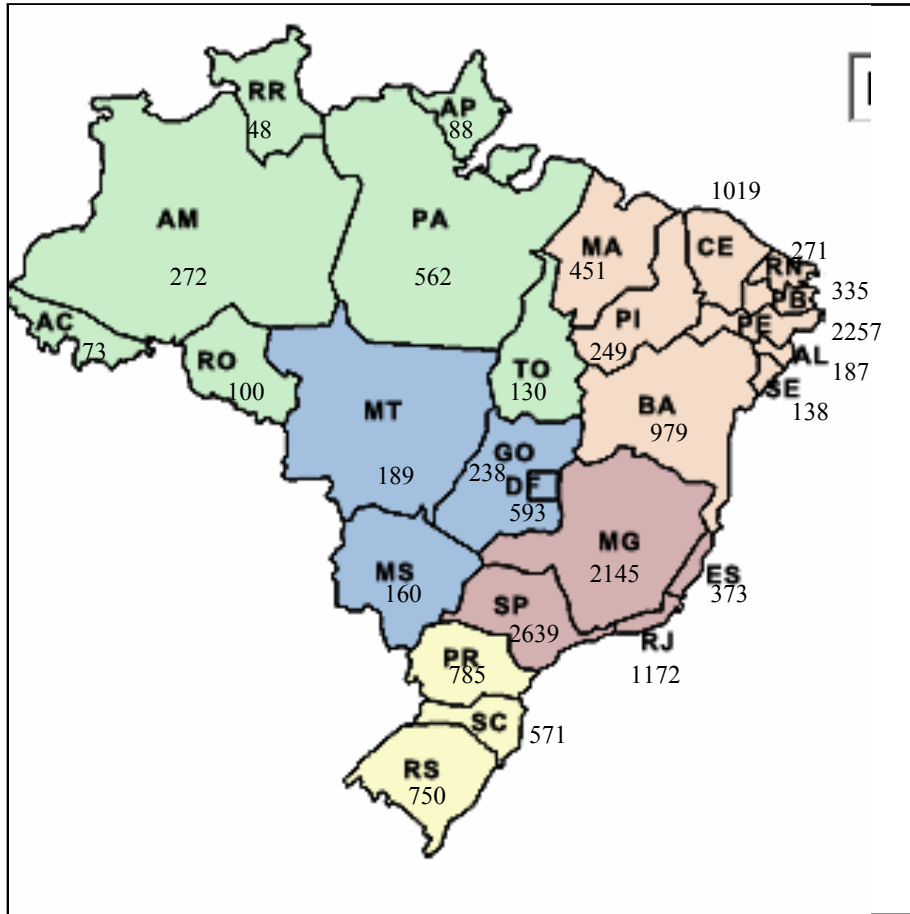 RR
48
AP
88
1019
AM
272
PA
562
MA
451
CE
271
RN
335
PB
PI
249
PE
2257
AC
73
RO
100
TO
130
AL
187
SE
138
MT
189
BA
979
GO
238
DF
593
MG
2145
ES
373
MS
160
SP
2639
RJ
1172
PR
785
SC
571
RS
750